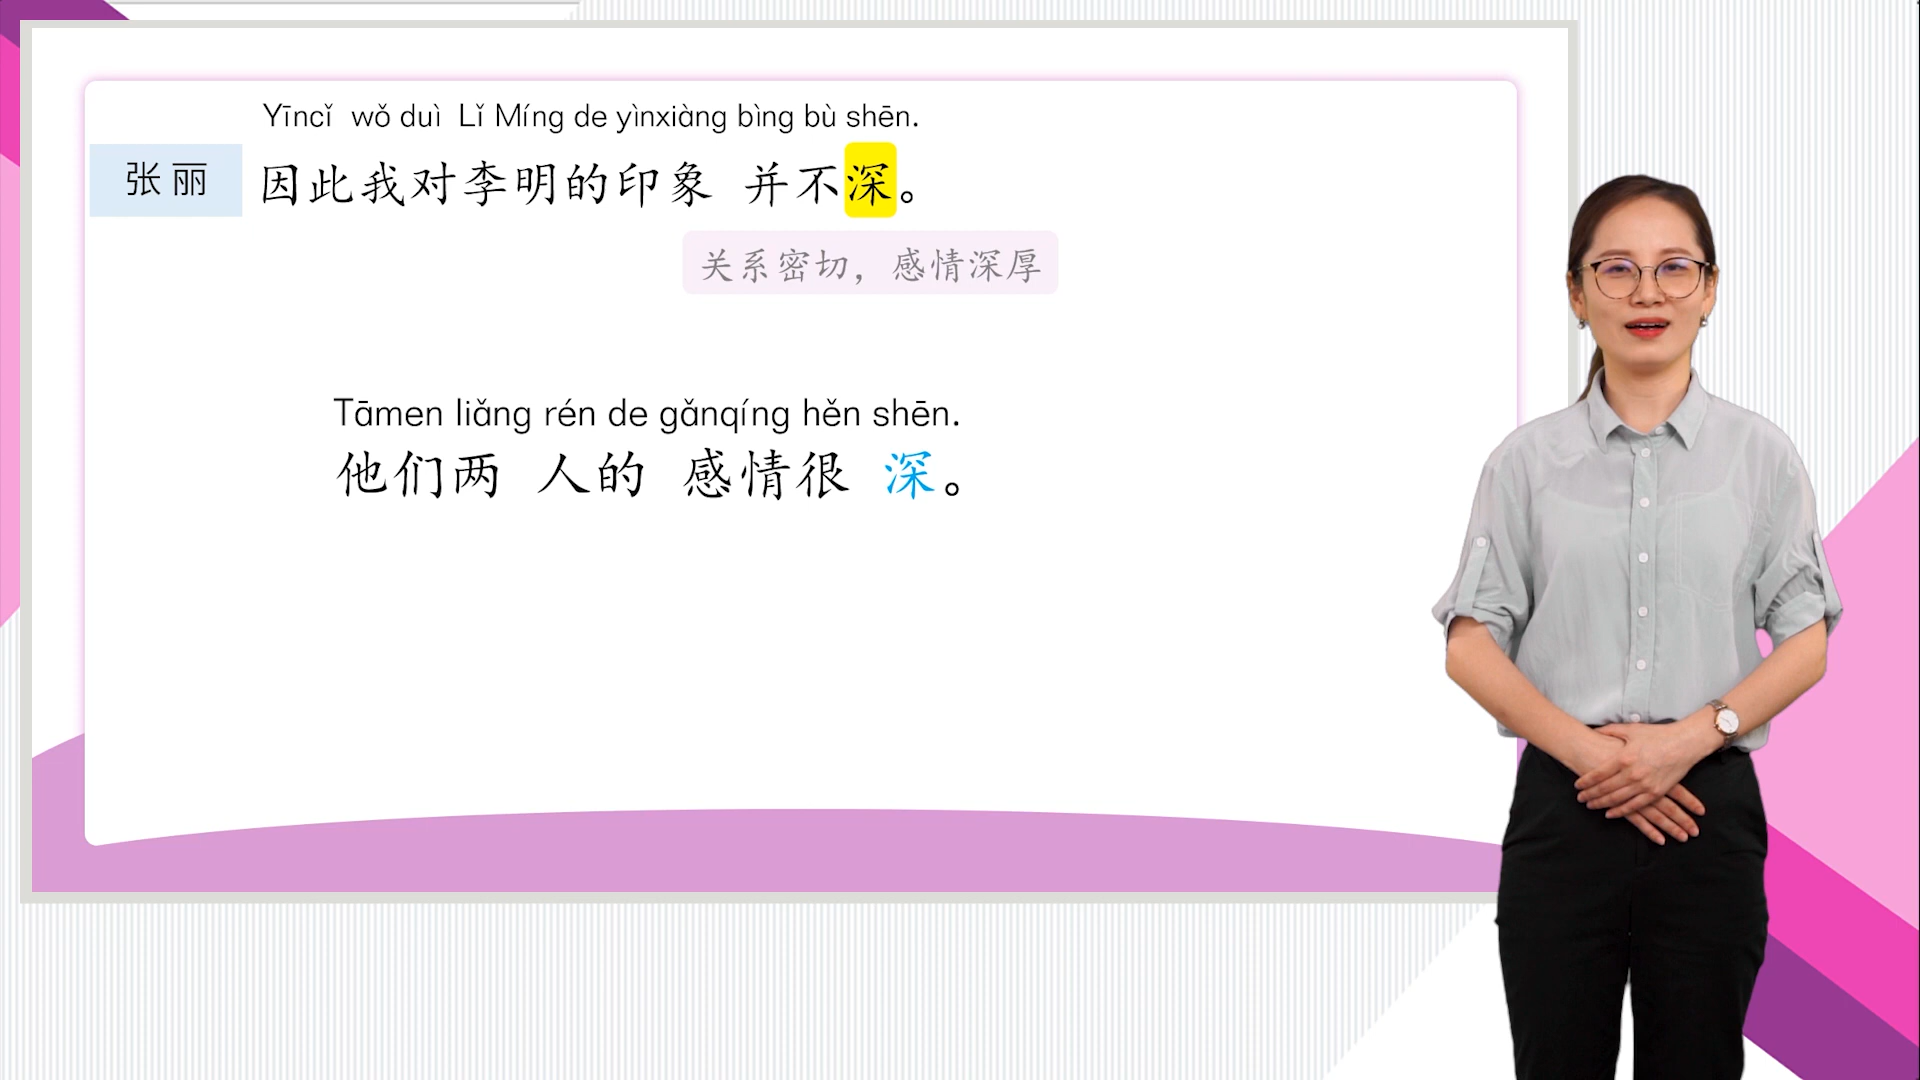 Yīncǐ wǒ duì Lǐ Míng de yìnxiàng bìng bù shēn.
张丽 因此我对李明的印象 并不深。
关系密切，感情深厚
Tāmen liǎng rén de gǎnqíng hěn shēn.
他们两 人的 感情很 深。